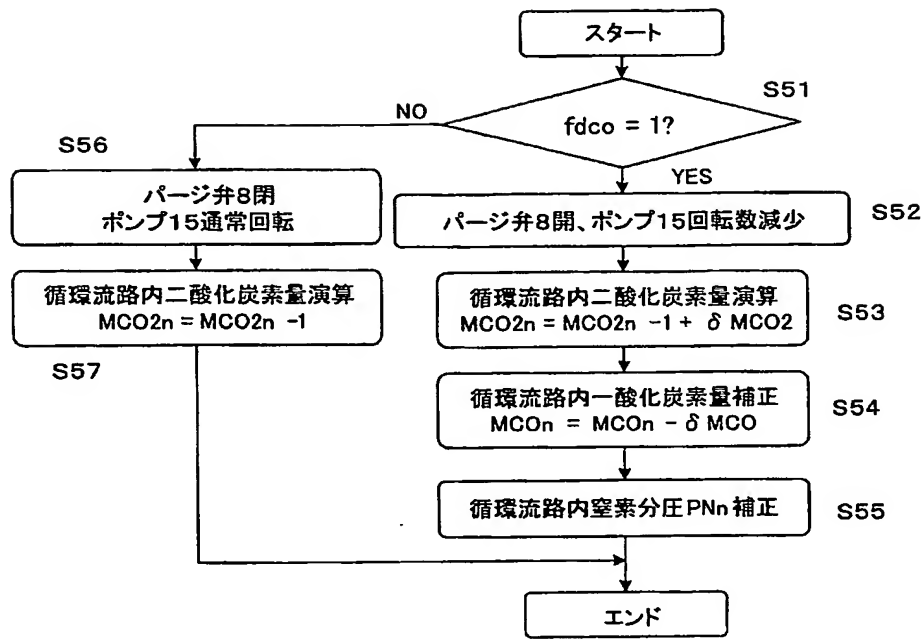 スタート
S51
fdco = 1?
NO
YES
S56
パージ弁8閉
ポンプ15通常回転
パージ弁8開、ポンプ15回転数減少
S52
循環流路内二酸化炭素量演算
MCO2n = MCO2n -1
S57
循環流路内二酸化炭素量演算
MCO2n = MCO2n -1 + δ MCO2
S53
循環流路内一酸化炭素量補正
MCOn = MCOn - δ MCO
S54
循環流路内窒素分圧PNn補正
S55
エンド